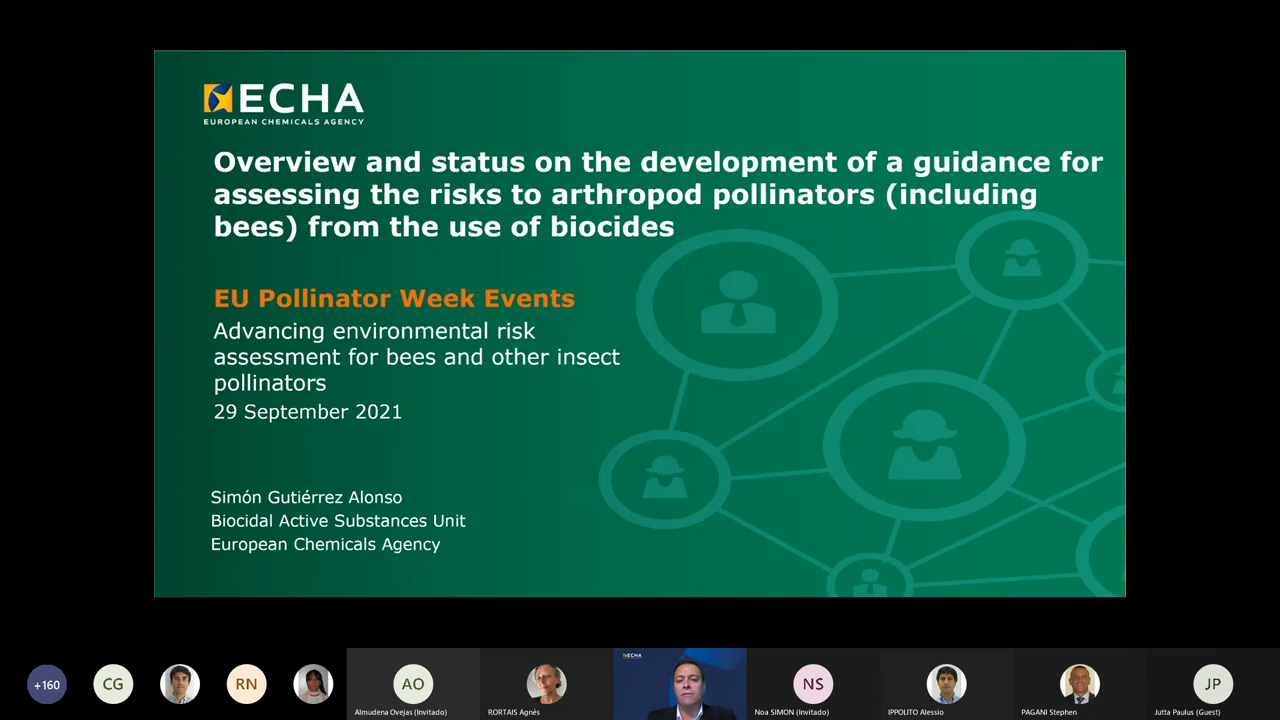 ECHA
EUROPEAN CHEMICALS AGENCY
Overview and status on the development of a guidance for
assessing the risks to arthropod pollinators (including
bees) from the use of biocides
EU Pollinator Week Events
Advancing environmental risk
assessment for bees and other insect
pollinators
29 September 2021
Simón Gutiérrez Alonso
Biocidal Active Substances Unit
European Chemicals Agency
+160
CG
RN
AO
ECHA
NS
JP
Almudena Ovejas (Invitado)
RORTAIS Agnès
Noa SIMON (Invitado)
IPPOLITO Alessio
PAGANI Stephen
Jutta Paulus (Guest)